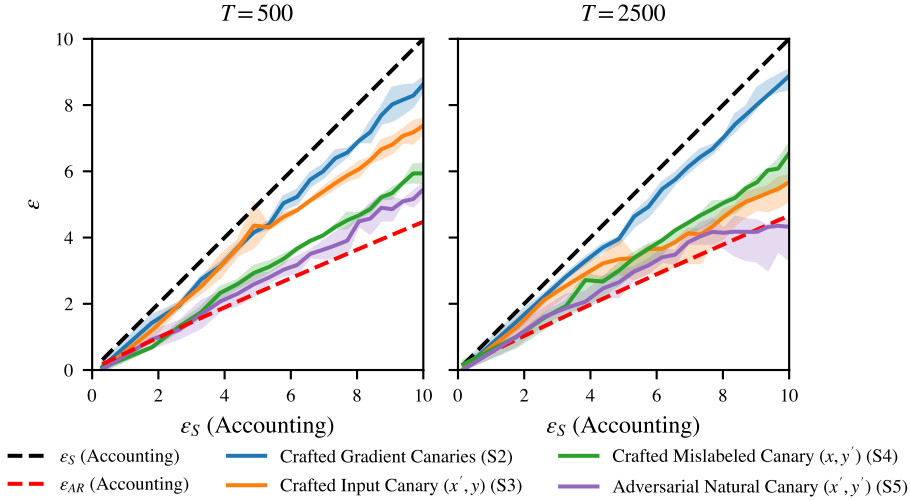 T = 500
T = 2500
10
8
6
4
2
0
ε
0 2 4 6 8 10
0 2 4 6 8 10
ε_S (Accounting)
ε_S (Accounting)
ε_S (Accounting)
Crafted Gradient Canaries (S2)
Crafted Mislabeled Canary (x, y′) (S4)
ε_AR (Accounting)
Crafted Input Canary (x′, y) (S3)
Adversarial Natural Canary (x′, y′) (S5)